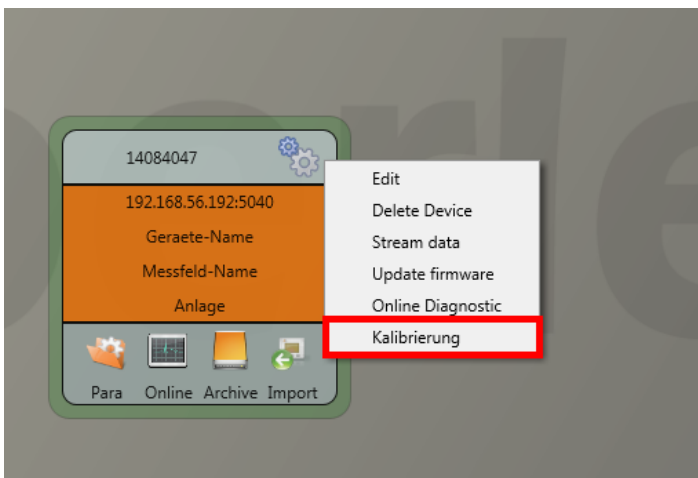 14084047
192.168.56.192:5040
Geraete-Name
Messfeld-Name
Anlage
Para Online Archive Import
Edit
Delete Device
Stream data
Update firmware
Online Diagnostic
Kalibrierung